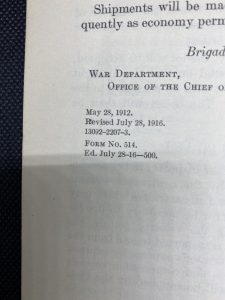 Shipments will be ma
quently as economy perm
Brigad
WAR DEPARTMENT,
OFFICE OF THE CHIEF O
May 28, 1912.
Revised July 28, 1916.
13092-2207-3.
FORM No. 514.
Ed. July 28-16—500.